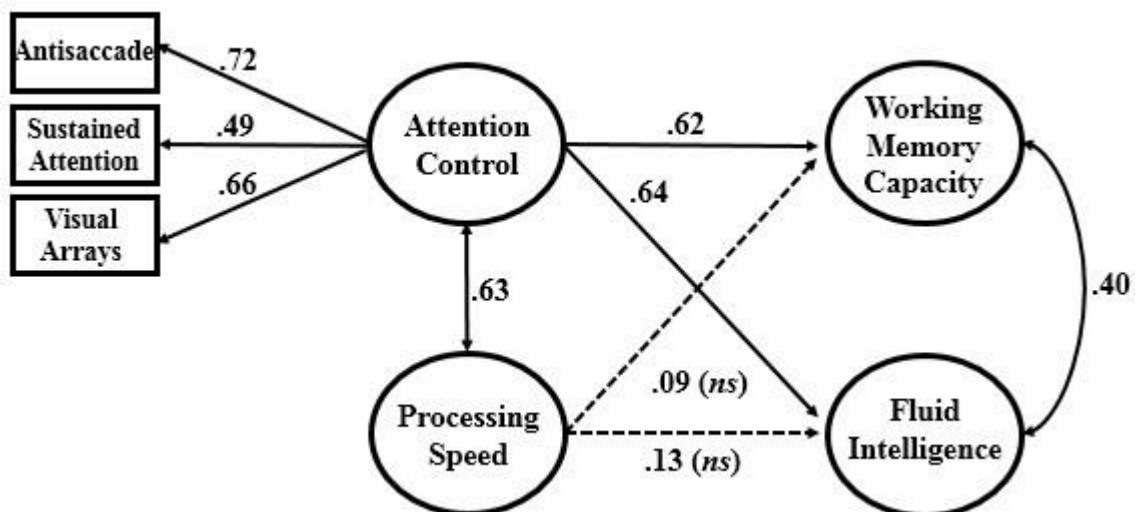 Antisaccade
.72
Sustained
Attention
.49
Visual
Arrays
.66
Attention
Control
.62
.64
Working
Memory
Capacity
.63
.40
Processing
Speed
.09 (ns)
.13 (ns)
Fluid
Intelligence